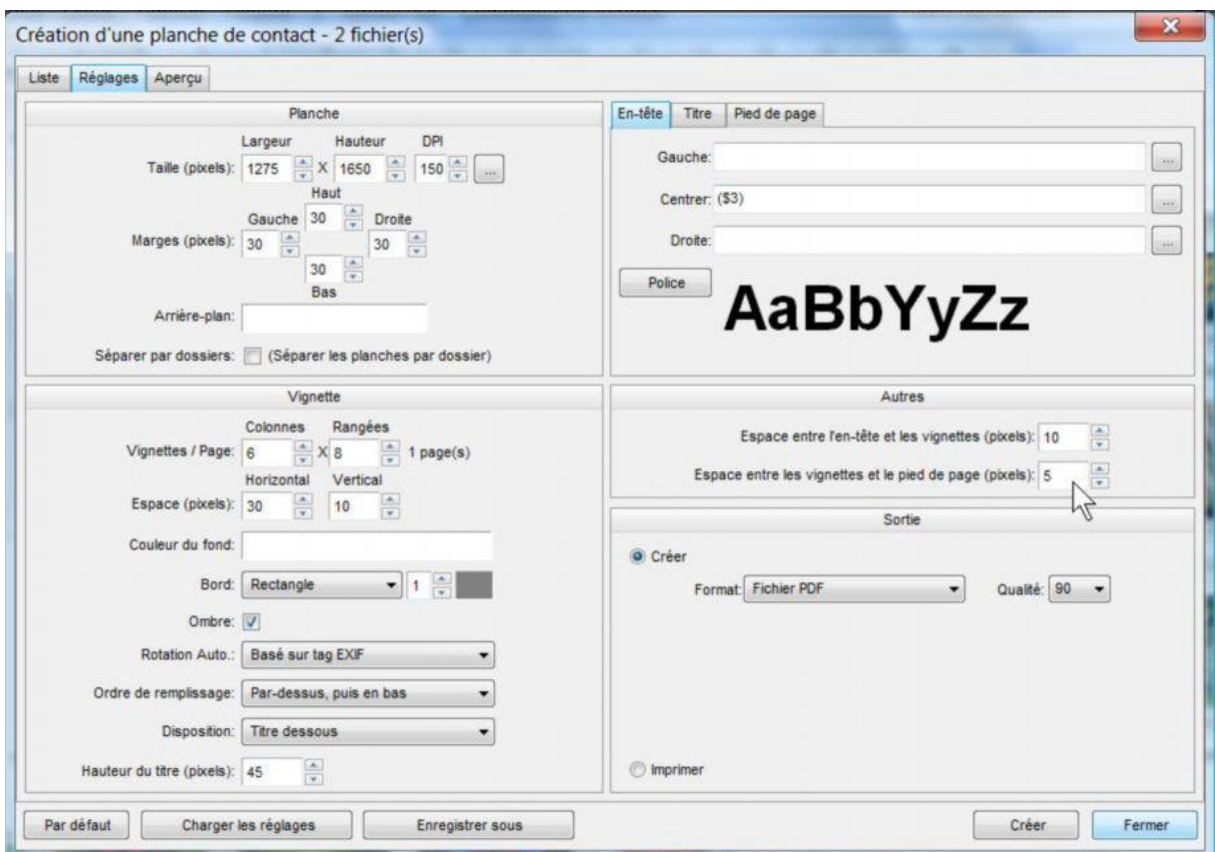 Création d'une planche de contact - 2 fichier(s)
Liste Réglages Aperçu
Planche
Largeur Hauteur DPI
Taille (pixels): 1275 X 1650 150 ...
Haut
Gauche 30 Droite
Marges (pixels): 30 30
30
Bas
Arrière-plan:
Séparer par dossiers: (Séparer les planches par dossier)
Vignette
Colonnes Rangées
Vignettes / Page: 6 X 8 1 page(s)
Horizontal Vertical
Espace (pixels): 30 10
Couleur du fond:
Bord: Rectangle 1
Ombre:
Rotation Auto.: Basé sur tag EXIF
Ordre de remplissage: Par-dessus, puis en bas
Disposition: Titre dessous
Hauteur du titre (pixels): 45
En-tête Titre Pied de page
Gauche: ...
Centrer: ($3) ...
Droite: ...
Police AaBbYyZz
Autres
Espace entre l'en-tête et les vignettes (pixels): 10
Espace entre les vignettes et le pied de page (pixels): 5
Sortie
Créer
Format: Fichier PDF Qualité: 90
Imprimer
Par défaut Charger les réglages Enregistrer sous Créer Fermer